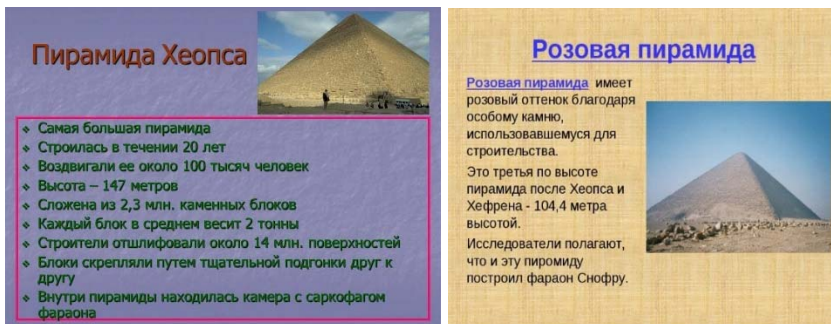 Пирамида Хеопса
❖ Самая большая пирамида
❖ Строилась в течении 20 лет
❖ Воздвигали ее около 100 тысяч человек
❖ Высота – 147 метров
❖ Сложена из 2,3 млн. каменных блоков
❖ Каждый блок в среднем весит 2 тонны
❖ Строители отшлифовали около 14 млн. поверхностей
❖ Блоки скрепляли путем тщательной подгонки друг к
другу
❖ Внутри пирамиды находилась камера с саркофагом
фараона
Розовая пирамида
Розовая пирамида имеет
розовый оттенок благодаря
особому камню,
использовавшемуся для
строительства.
Это третья по высоте
пирамида после Хеопса и
Хефрена - 104,4 метра
высотой.
Исследователи полагают,
что и эту пиромиду
построил фараон Снофру.